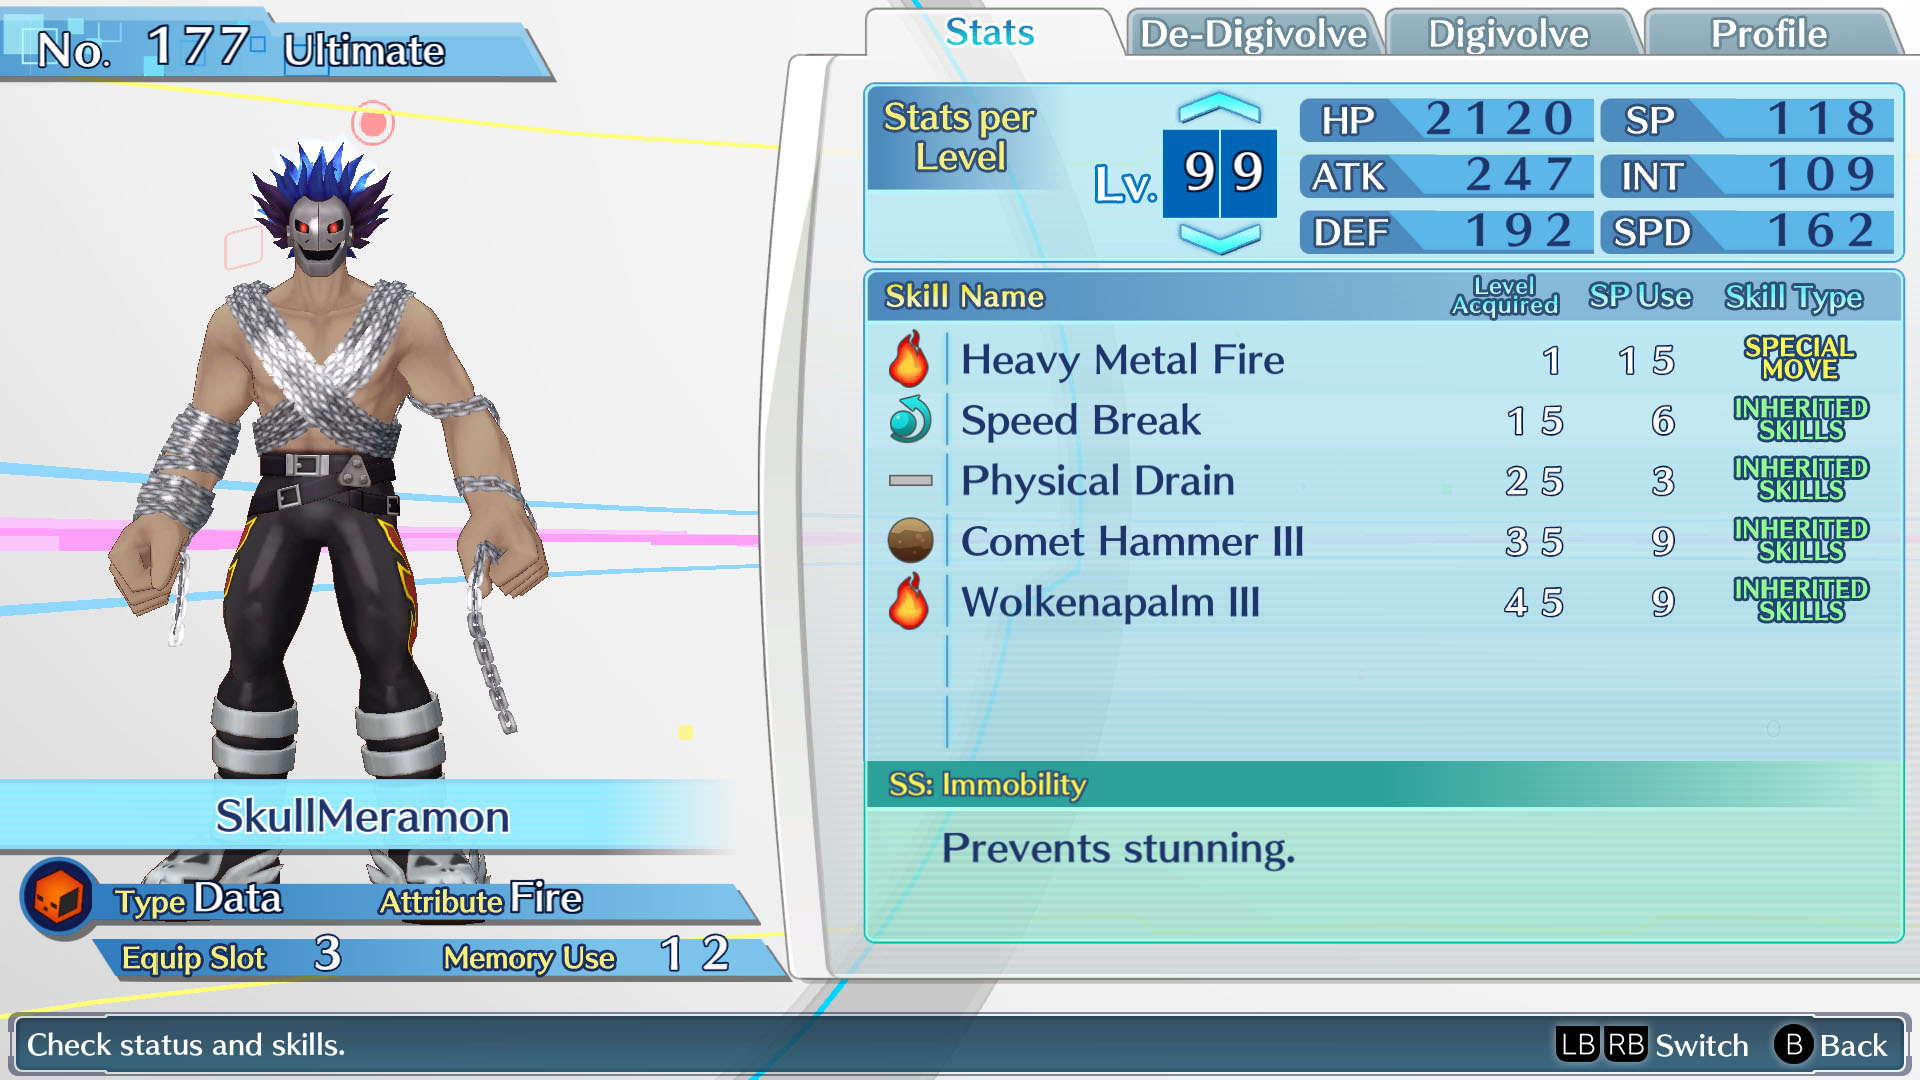 No. 177 Ultimate
Stats
De-Digivolve
Digivolve
Profile
Stats per
Level
Lv. 99
HP 2120 SP 118
ATK 247 INT 109
DEF 192 SPD 162
Skill Name Level Acquired SP Use Skill Type
Heavy Metal Fire 1 15 SPECIAL MOVE
Speed Break 15 6 INHERITED SKILLS
Physical Drain 25 3 INHERITED SKILLS
Comet Hammer III 35 9 INHERITED SKILLS
Wolkenapalm III 45 9 INHERITED SKILLS
SS: Immobility
Prevents stunning.
SkullMeramon
Type Data Attribute Fire
Equip Slot 3 Memory Use 12
Check status and skills.
LB RB Switch B Back